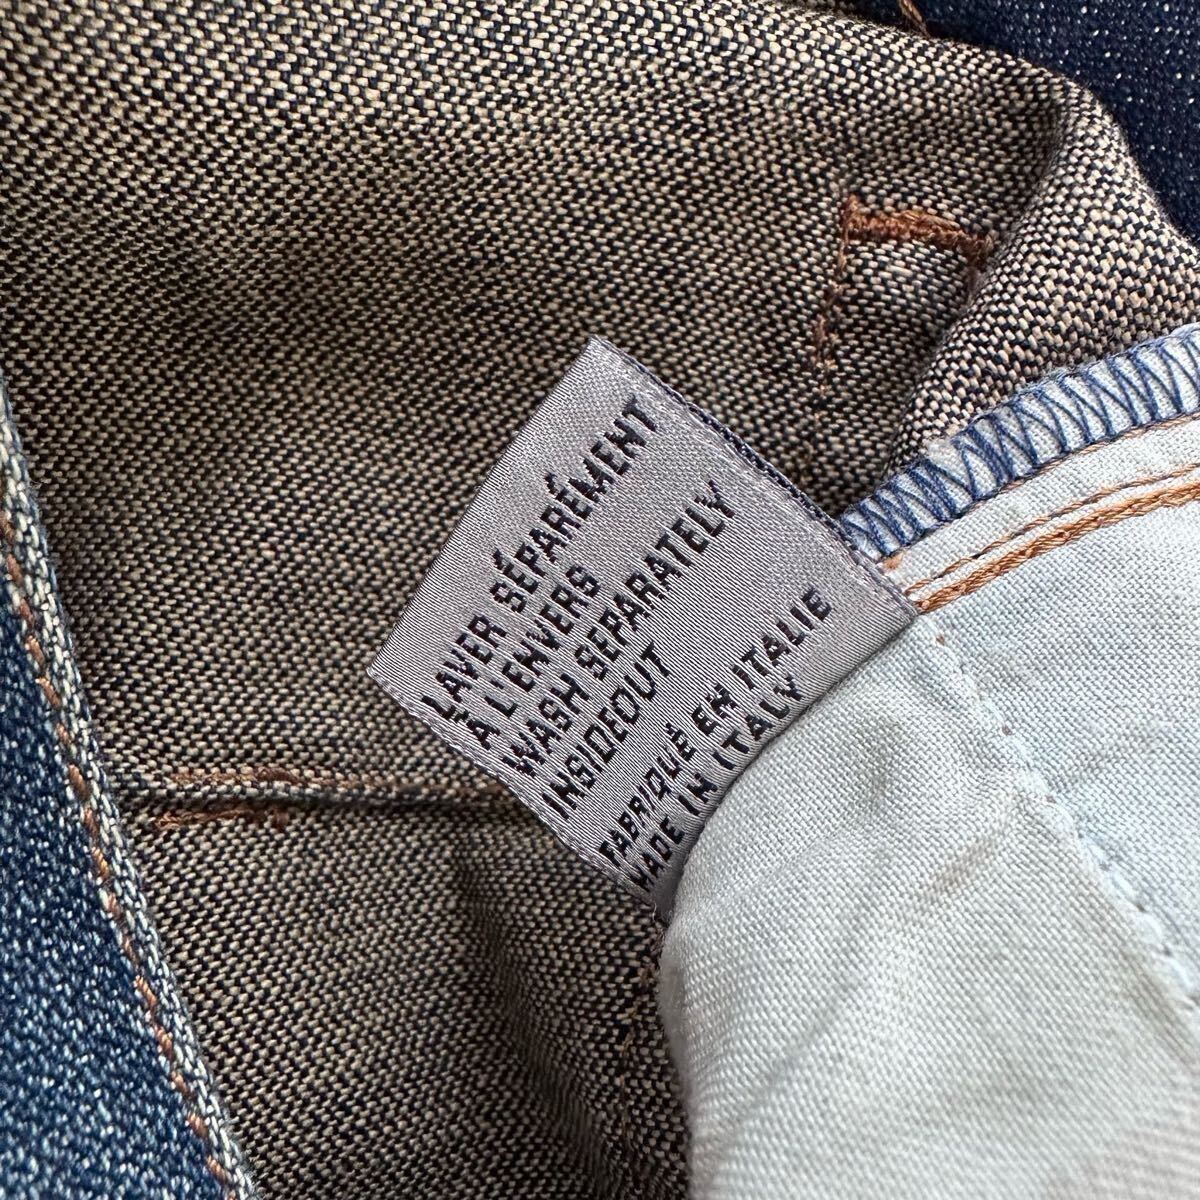 LAVER SÉPARÉMENT
À L'ENVERS
WASH SEPARATELY
INSIDEOUT
FABRIQUÉ EN ITALIE
MADE IN ITALY